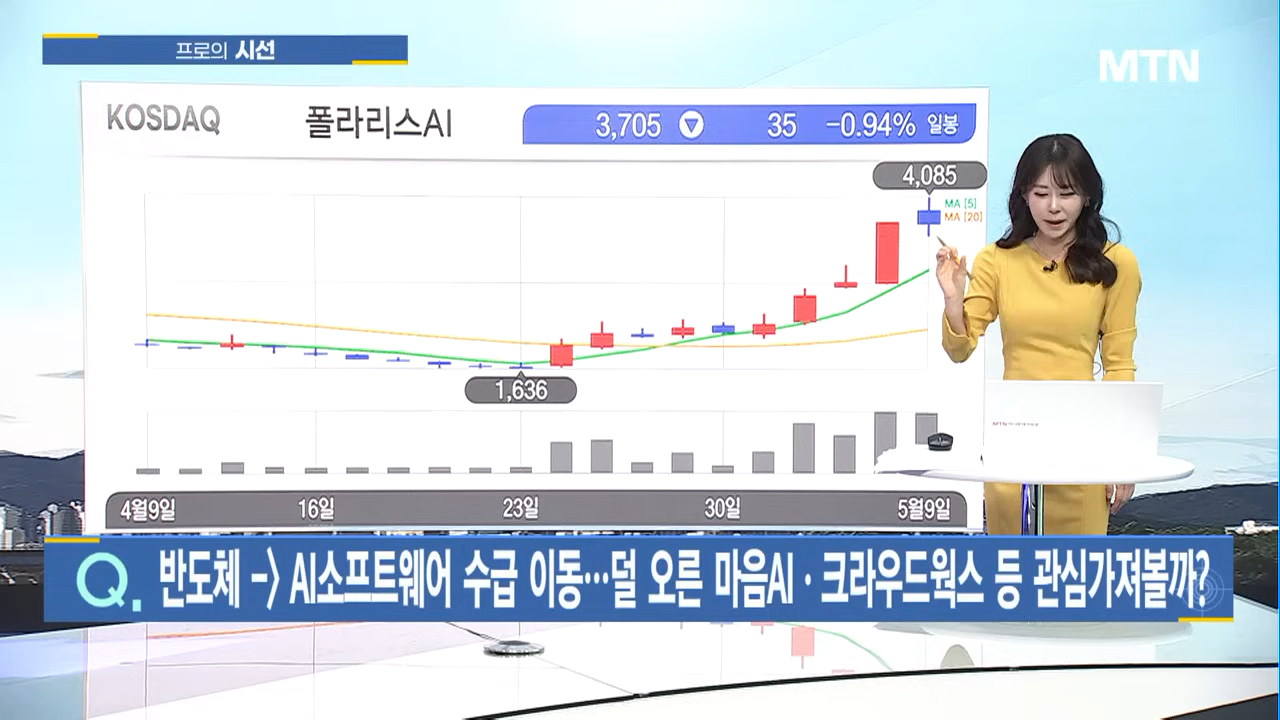 프로의 시선
MTN
KOSDAQ
폴라리스AI
3,705 ▼ 35 -0.94% 일봉
4,085
MA [5]
MA [20]
1,636
4월9일 16일 23일 30일 5월9일
MTN
Q. 반도체 -> AI소프트웨어 수급 이동…덜 오른 마음AI·크라우드웍스 등 관심가져볼까?